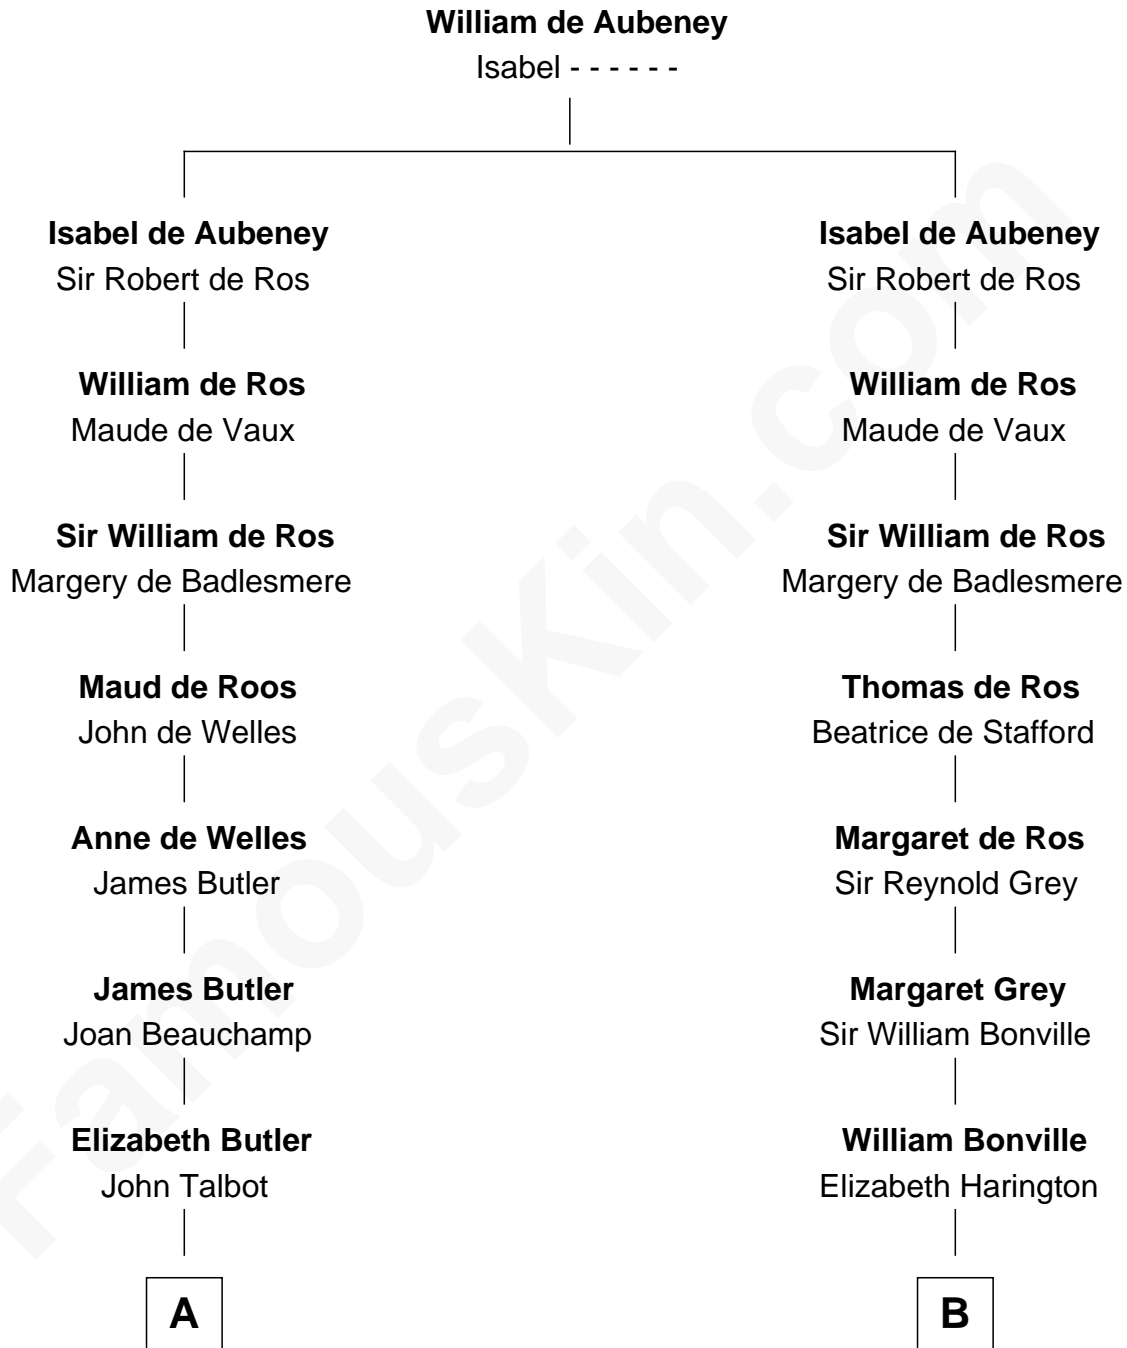 William de Aubeney
Isabel - - - - - -
Isabel de Aubeney
Sir Robert de Ros
William de Ros
Maude de Vaux
Sir William de Ros
Margery de Badlesmere
Maud de Roos
John de Welles
Anne de Welles
James Butler
James Butler
Joan Beauchamp
Elizabeth Butler
John Talbot
A
Isabel de Aubeney
Sir Robert de Ros
William de Ros
Maude de Vaux
Sir William de Ros
Margery de Badlesmere
Thomas de Ros
Beatrice de Stafford
Margaret de Ros
Sir Reynold Grey
Margaret Grey
Sir William Bonville
William Bonville
Elizabeth Harington
B
FamousKin.com